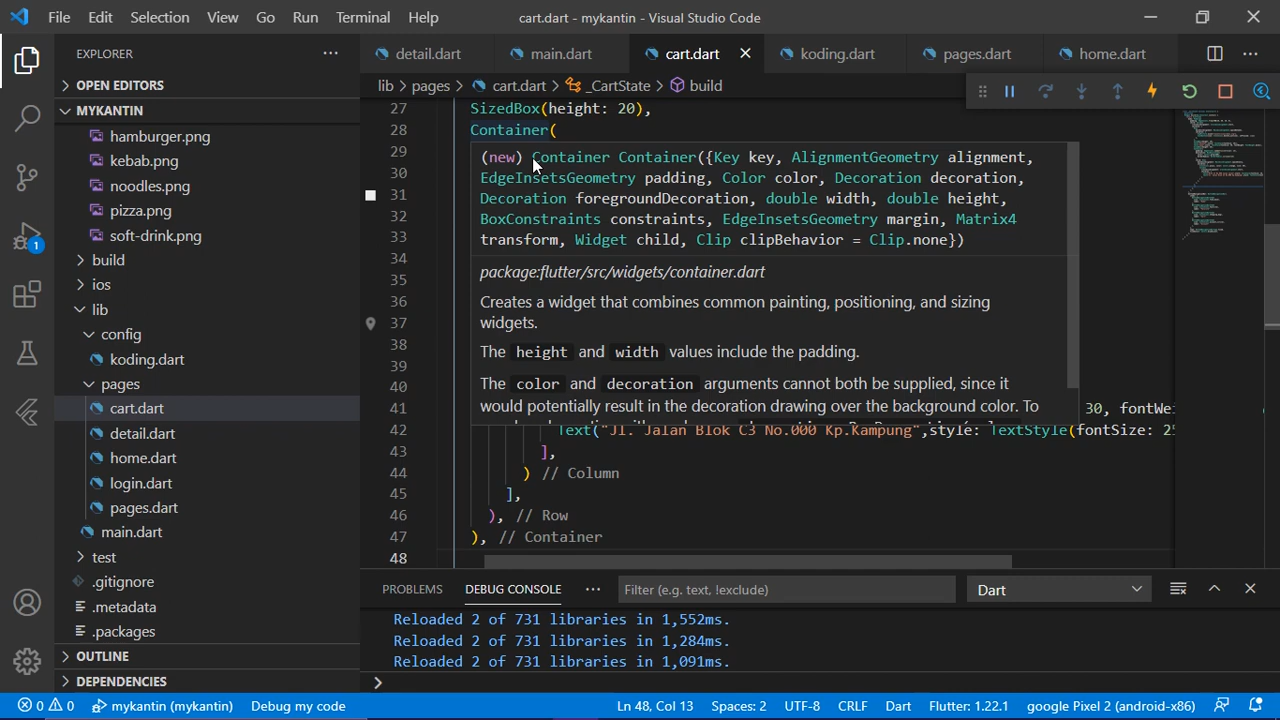 File Edit Selection View Go Run Terminal Help
cart.dart - mykantin - Visual Studio Code
EXPLORER
OPEN EDITORS
MYKANTIN
hamburger.png
kebab.png
noodles.png
pizza.png
soft-drink.png
build
ios
lib
config
koding.dart
pages
cart.dart
detail.dart
home.dart
login.dart
pages.dart
main.dart
test
.gitignore
.metadata
.packages
OUTLINE
DEPENDENCIES
1
detail.dart main.dart cart.dart koding.dart pages.dart home.dart
lib > pages > cart.dart > _CartState > build
27 SizedBox(height: 20),
28 Container(
29
30
31
32
33
34
35
36
37
38
39
40
(new) Container Container({Key key, AlignmentGeometry alignment,
EdgeInsetsGeometry padding, Color color, Decoration decoration,
Decoration foregroundDecoration, double width, double height,
BoxConstraints constraints, EdgeInsetsGeometry margin, Matrix4
transform, Widget child, Clip clipBehavior = Clip.none})
package:flutter/src/widgets/container.dart
Creates a widget that combines common painting, positioning, and sizing
widgets.
The height and width values include the padding.
The color and decoration arguments cannot both be supplied, since it
would potentially result in the decoration drawing over the background color. To
41 30, fontWei
42 Text("Jl. Jalan Blok C3 No.000 Kp.Kampung",style: TextStyle(fontSize: 25
43 ],
44 ) // Column
45 ],
46 ), // Row
47 ), // Container
48
PROBLEMS DEBUG CONSOLE ··· Filter (e.g. text, !exclude) Dart
Reloaded 2 of 731 libraries in 1,552ms.
Reloaded 2 of 731 libraries in 1,284ms.
Reloaded 2 of 731 libraries in 1,091ms.
0 0 mykantin (mykantin) Debug my code Ln 48, Col 13 Spaces: 2 UTF-8 CRLF Dart Flutter: 1.22.1 google Pixel 2 (android-x86)